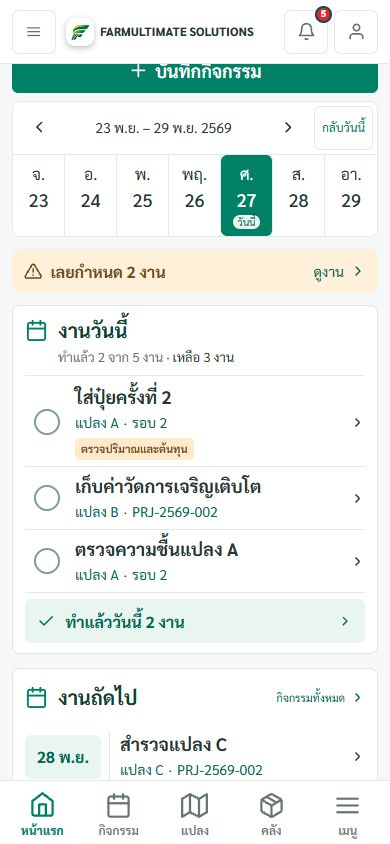 FARMULTIMATE SOLUTIONS
5
บันทึกกิจกรรม
23 พ.ย. – 29 พ.ย. 2569
กลับวันนี้
จ. อ. พ. พฤ. ศ. ส. อา.
23 24 25 26 27 28 29
วันนี้
เลยกำหนด 2 งาน
ดูงาน
งานวันนี้
ทำแล้ว 2 จาก 5 งาน · เหลือ 3 งาน
ใส่ปุ๋ยครั้งที่ 2
แปลง A · รอบ 2
ตรวจปริมาณและต้นทุน
เก็บค่าวัดการเจริญเติบโต
แปลง B · PRJ-2569-002
ตรวจความชื้นแปลง A
แปลง A · รอบ 2
ทำแล้ววันนี้ 2 งาน
งานถัดไป
กิจกรรมทั้งหมด
28 พ.ย.
สำรวจแปลง C
แปลง C · PRJ-2569-002
หน้าแรก กิจกรรม แปลง คลัง เมนู